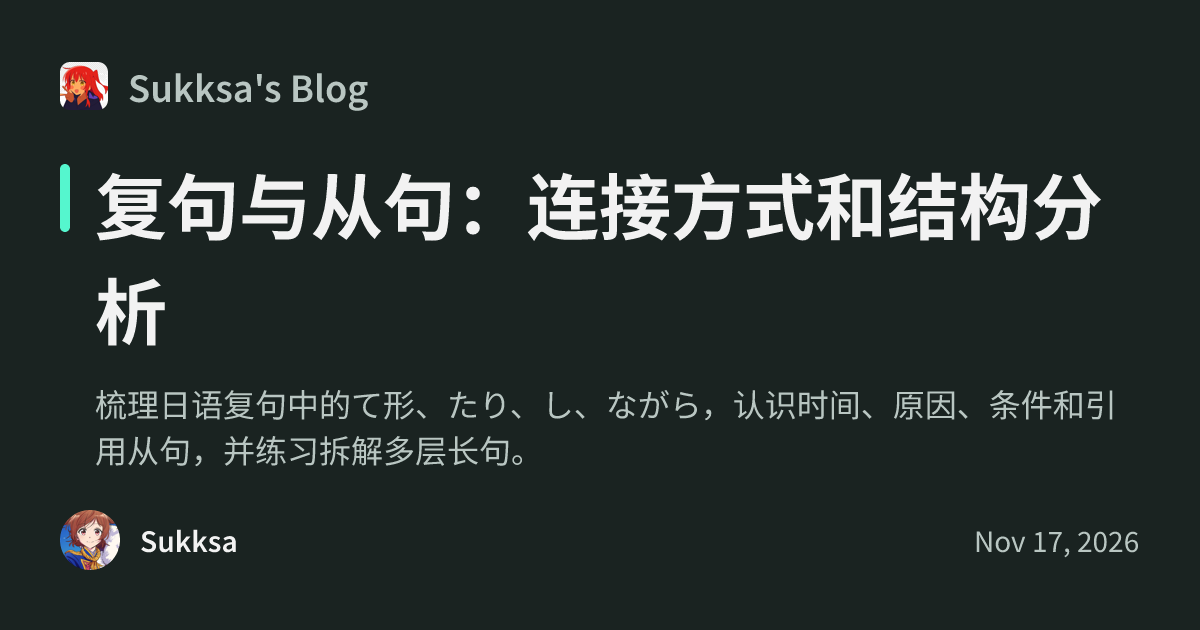 Sukksa's Blog
复句与从句：连接方式和结构分
析
梳理日语复句中的て形、たり、し、ながら，认识时间、原因、条件和引
用从句，并练习拆解多层长句。
Sukksa
Nov 17, 2026